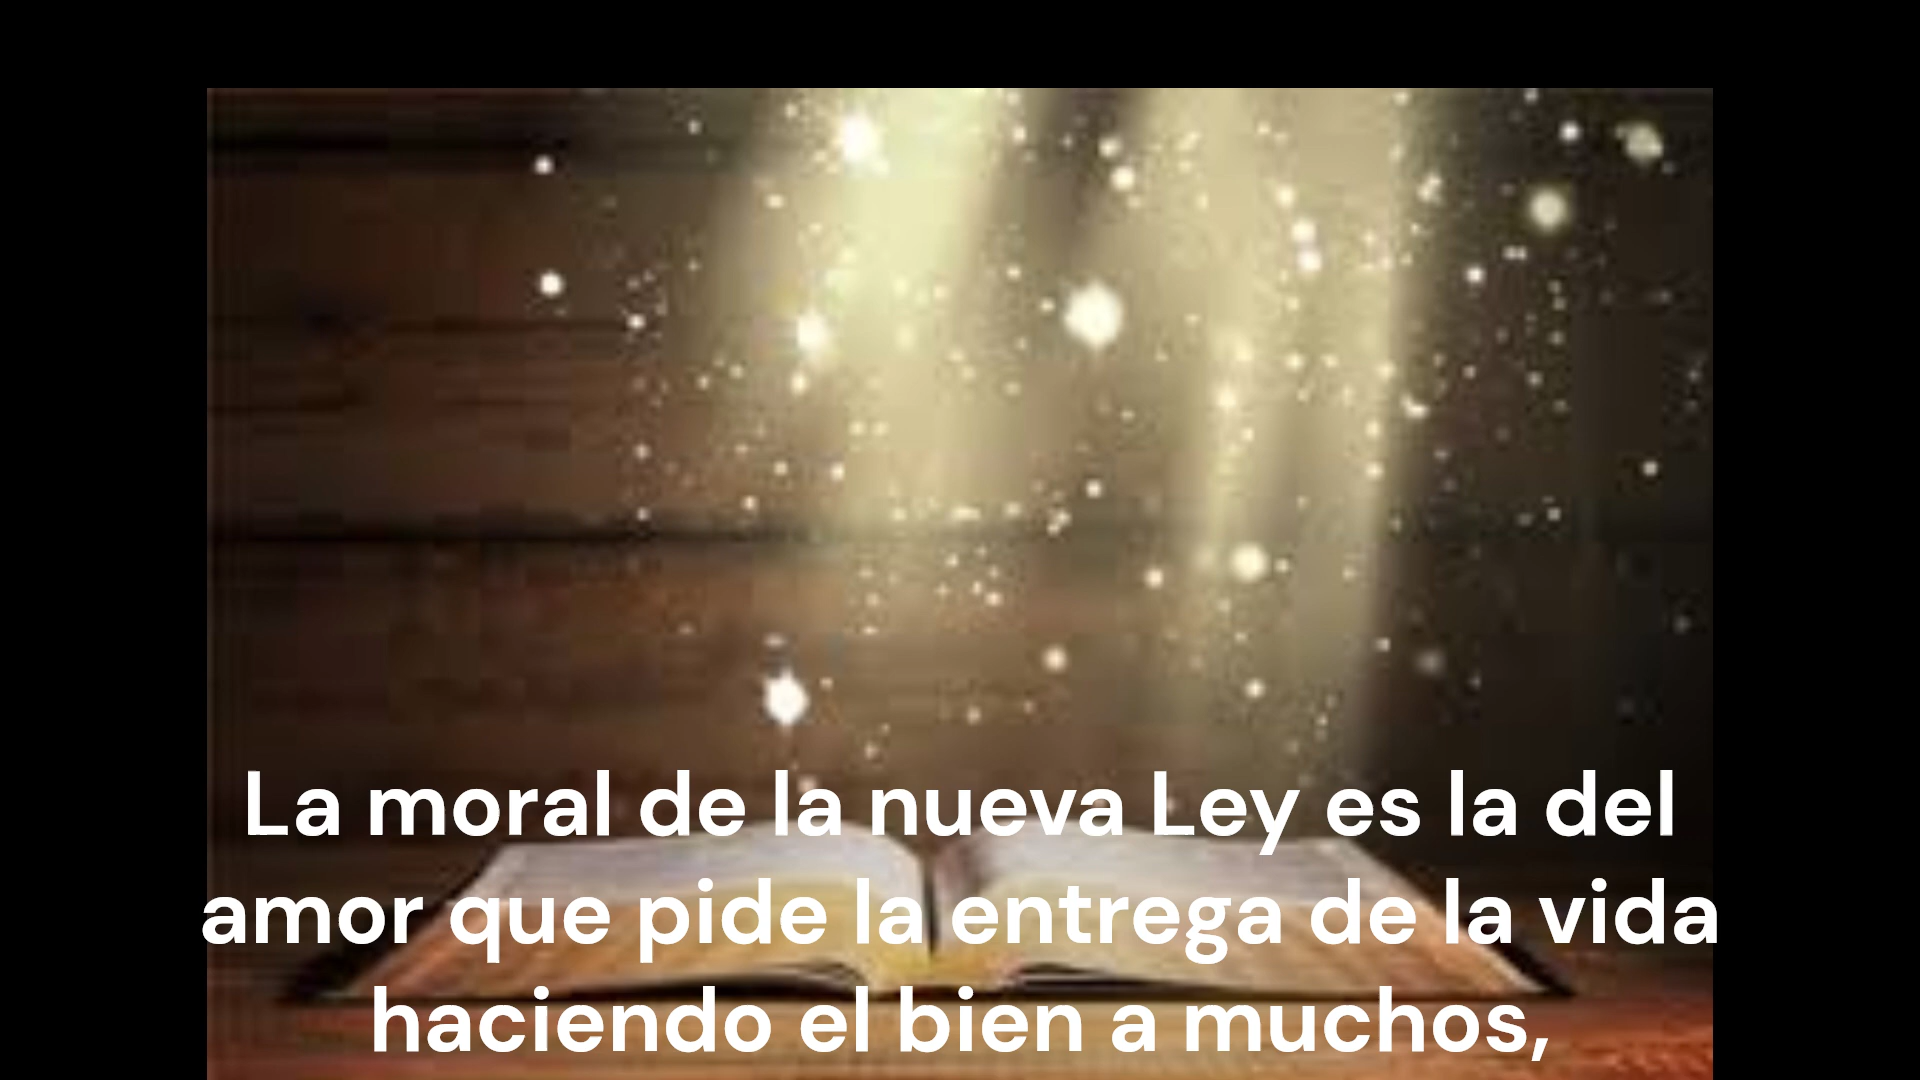 La moral de la nueva Ley es la del
amor que pide la entrega de la vida
haciendo el bien a muchos,